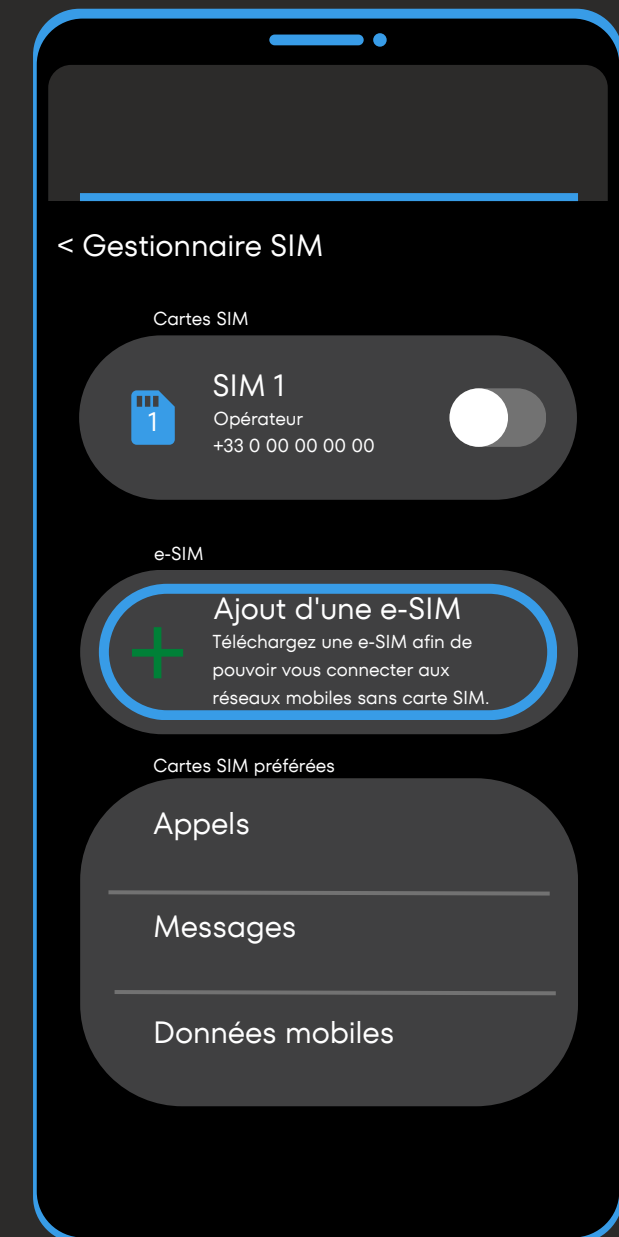 < Gestionnaire SIM
Cartes SIM
SIM 1
1
Opérateur
+33 0 00 00 00 00
e-SIM
Ajout d'une e-SIM
Téléchargez une e-SIM afin de
pouvoir vous connecter aux
réseaux mobiles sans carte SIM.
Cartes SIM préférées
Appels
Messages
Données mobiles